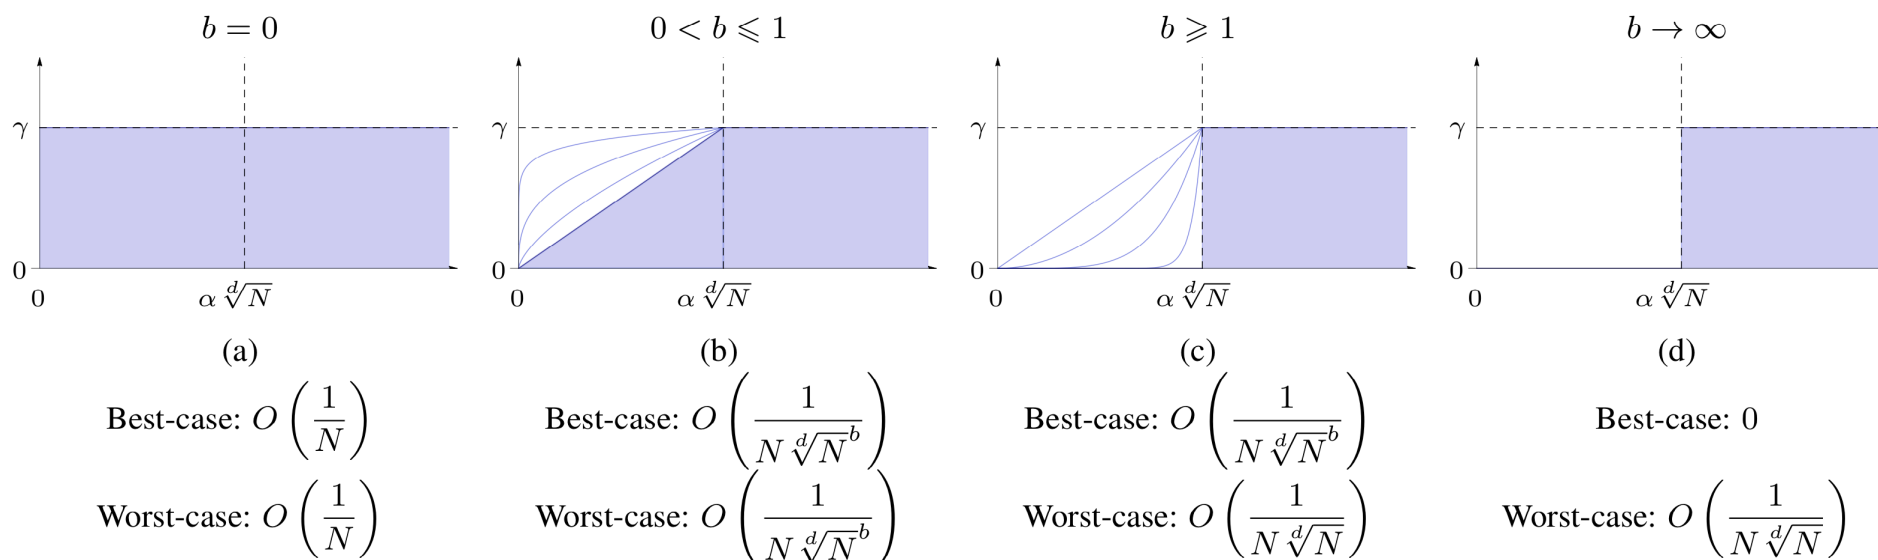 b = 0    0 < b ⩽ 1    b ⩾ 1    b → ∞
γ    γ    γ    γ
0    0    0    0
0    α ᵈ√N    0    α ᵈ√N    0    α ᵈ√N    0    α ᵈ√N
(a)    (b)    (c)    (d)
Best-case: O(1/N)    Best-case: O(1/(N ᵈ√N^b))    Best-case: O(1/(N ᵈ√N^b))    Best-case: 0
Worst-case: O(1/N)    Worst-case: O(1/(N ᵈ√N^b))    Worst-case: O(1/(N ᵈ√N))    Worst-case: O(1/(N ᵈ√N))